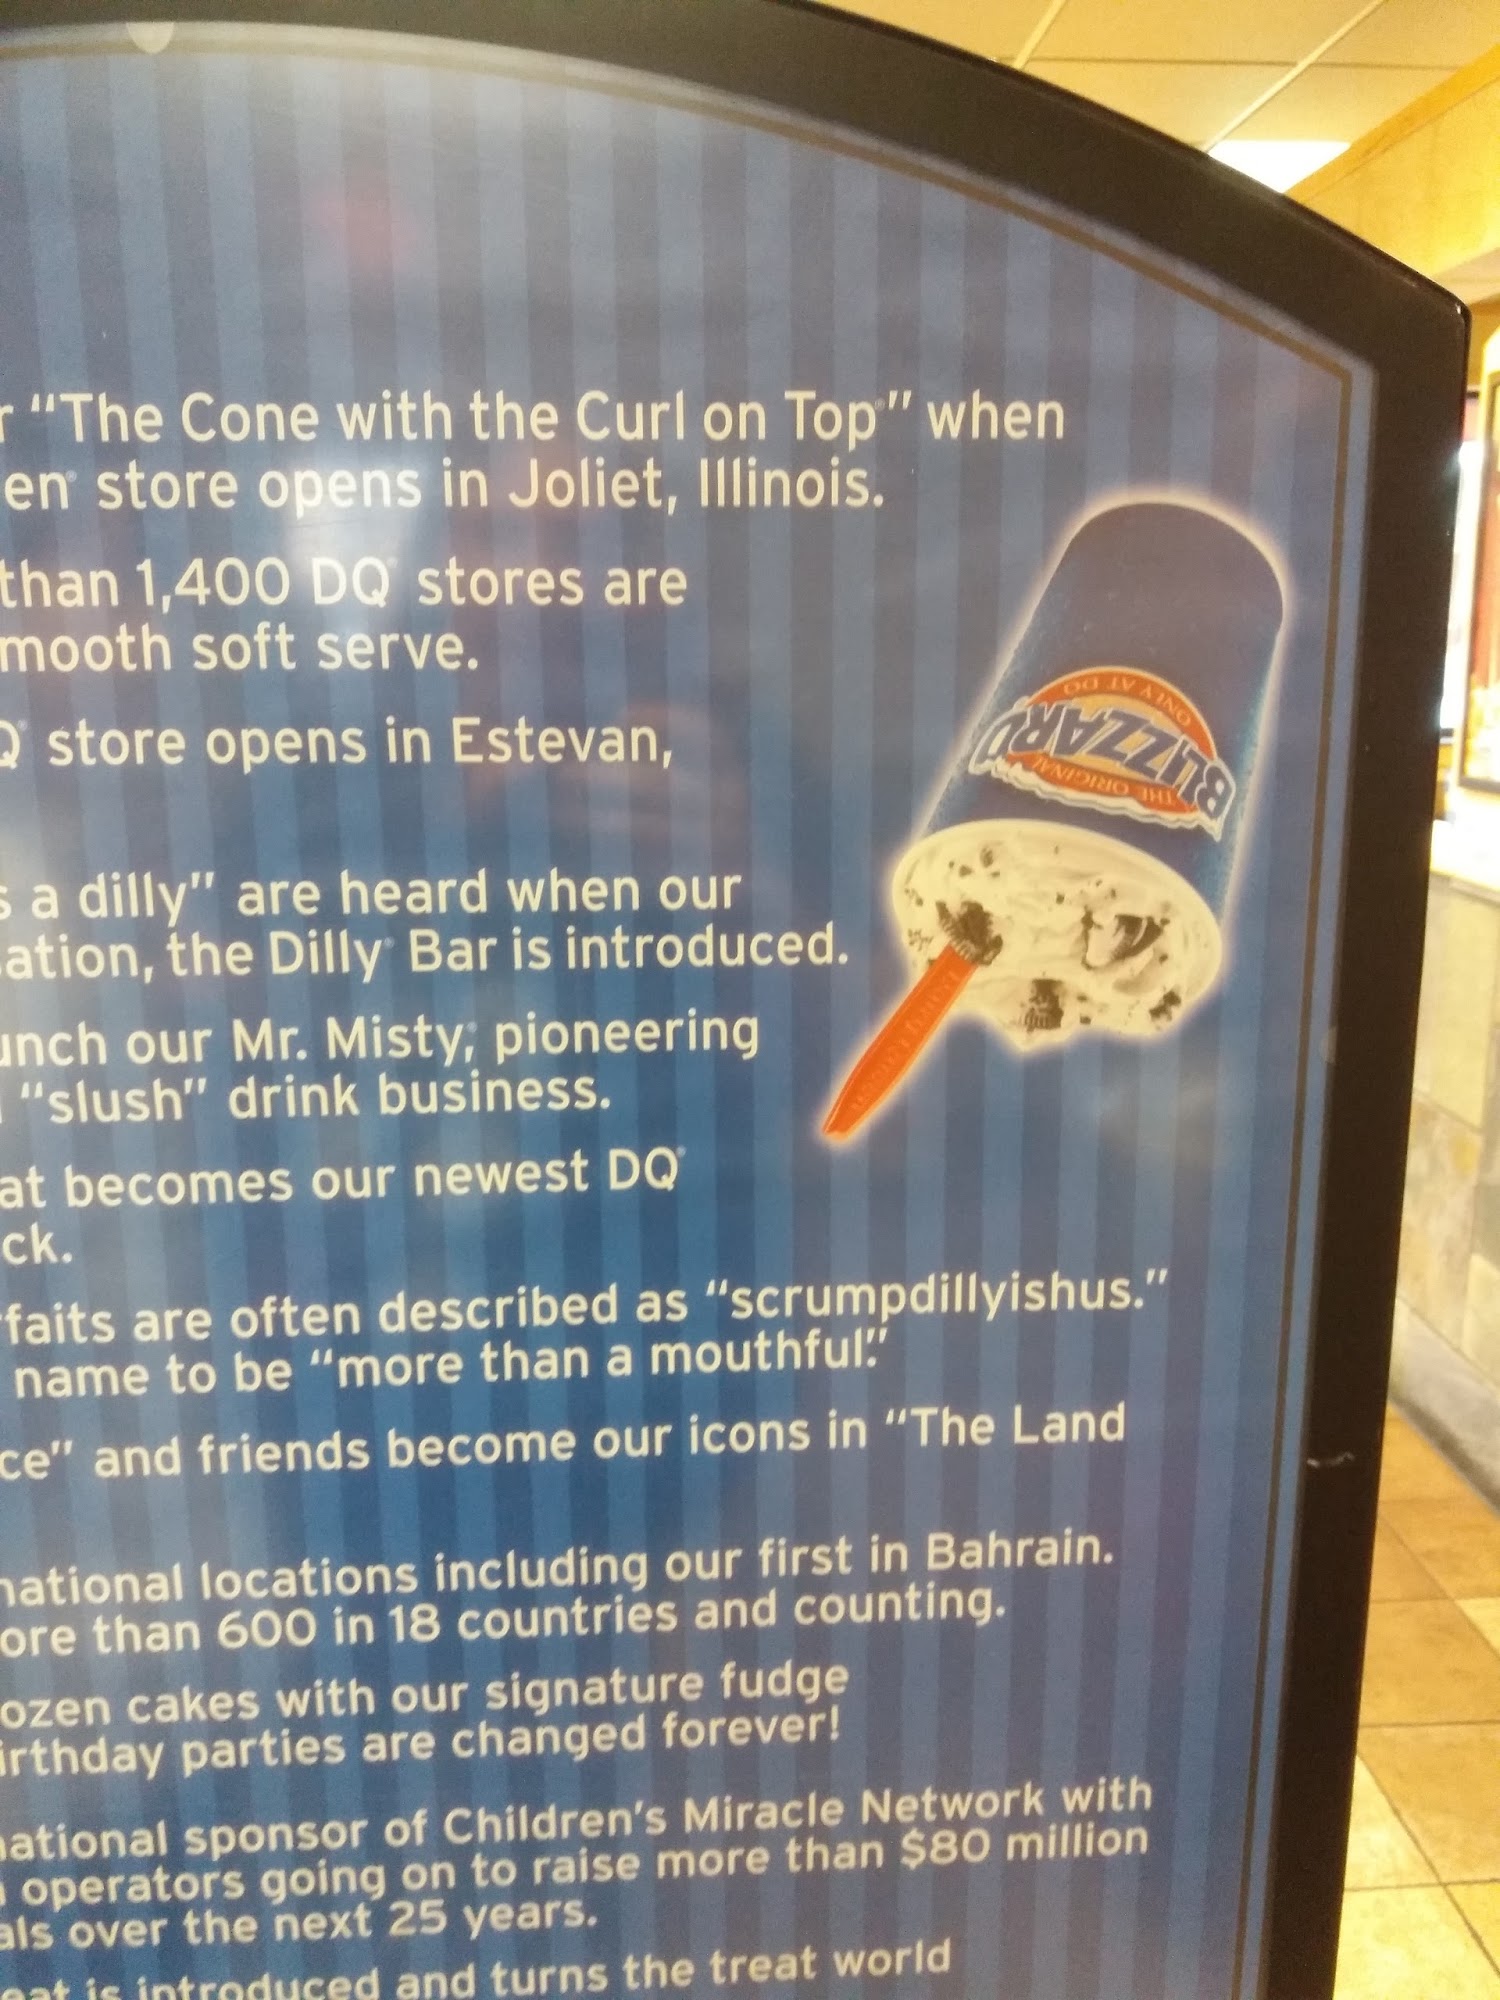 r “The Cone with the Curl on Top®” when
en® store opens in Joliet, Illinois.
than 1,400 DQ® stores are
mooth soft serve.
Q® store opens in Estevan,
s a dilly” are heard when our
ation, the Dilly® Bar is introduced.
unch our Mr. Misty®, pioneering
“slush” drink business.
at becomes our newest DQ®
ck.
faits are often described as “scrumpdillyishus.”
name to be “more than a mouthful.”
ce” and friends become our icons in “The Land
national locations including our first in Bahrain.
ore than 600 in 18 countries and counting.
ozen cakes with our signature fudge
irthday parties are changed forever!
national sponsor of Children's Miracle Network with
operators going on to raise more than $80 million
als over the next 25 years.
eat is introduced and turns the treat world
THE ORIGINAL
BLIZZARD
ONLY AT DQ